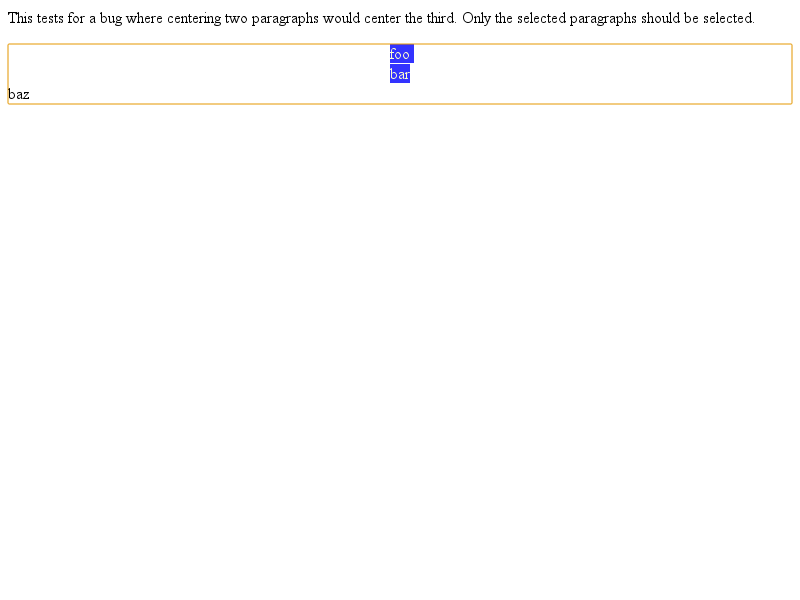 This tests for a bug where centering two paragraphs would center the third. Only the selected paragraphs should be selected.
foo
bar
baz